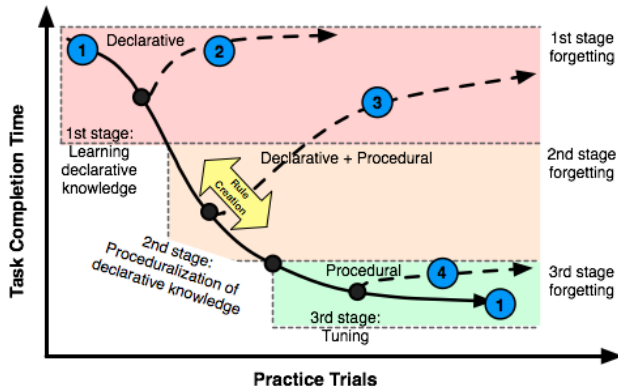 Declarative
1
2
1st stage
forgetting
3
1st stage:
Learning
declarative
knowledge
Declarative + Procedural
2nd stage
forgetting
Rule
Creation
2nd stage:
Proceduralization of
declarative knowledge
Procedural
4
3rd stage
forgetting
1
3rd stage:
Tuning
Task Completion Time
Practice Trials